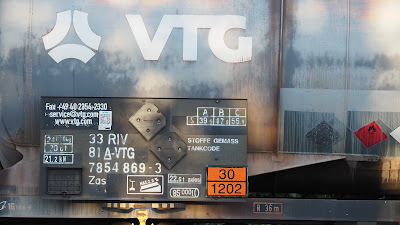 VTG
Fax +49 40 2354-2330
service@vtg.com
www.vtg.com
A B C
33 RIV
81 A-VTG
7854 869-3
Zas
STOFFE GEMÄSS
TANKCODE
30
1202
R 36 m